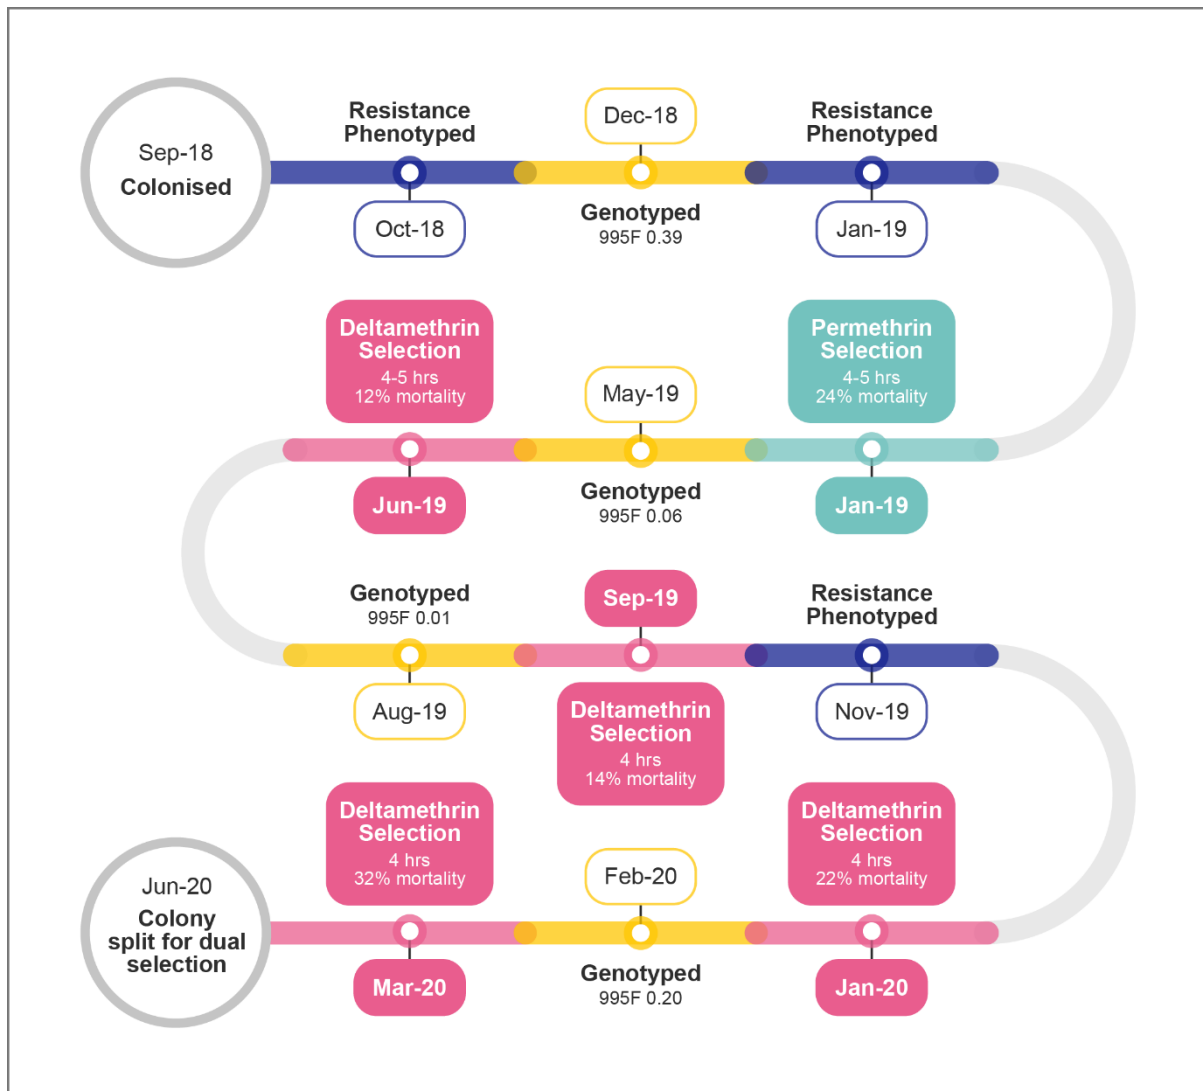 Sep-18
Colonised
Resistance
Phenotyped
Oct-18
Dec-18
Genotyped
995F 0.39
Resistance
Phenotyped
Jan-19
Permethrin
Selection
4-5 hrs
24% mortality
Jan-19
May-19
Genotyped
995F 0.06
Deltamethrin
Selection
4-5 hrs
12% mortality
Jun-19
Genotyped
995F 0.01
Aug-19
Sep-19
Deltamethrin
Selection
4 hrs
14% mortality
Resistance
Phenotyped
Nov-19
Deltamethrin
Selection
4 hrs
22% mortality
Jan-20
Feb-20
Genotyped
995F 0.20
Deltamethrin
Selection
4 hrs
32% mortality
Mar-20
Jun-20
Colony
split for dual
selection